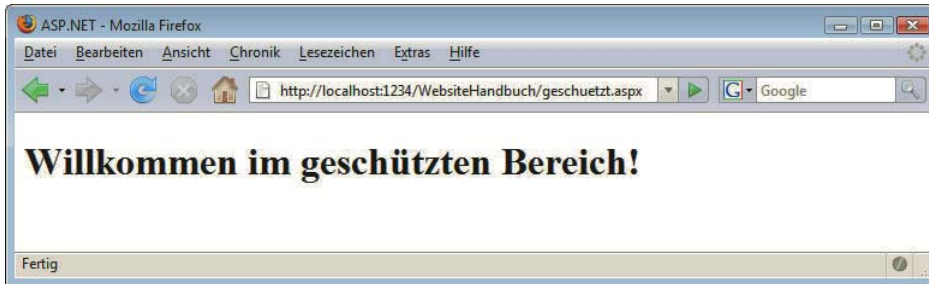 ASP.NET - Mozilla Firefox
Datei Bearbeiten Ansicht Chronik Lesezeichen Extras Hilfe
http://localhost:1234/WebsiteHandbuch/geschuetzt.aspx G Google
Willkommen im geschützten Bereich!
Fertig